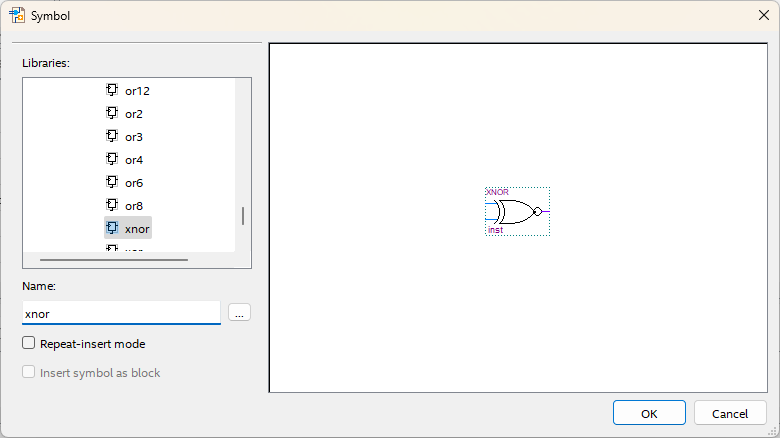 Symbol
Libraries:
or12
or2
or3
or4
or6
or8
xnor
Name:
xnor
...
Repeat-insert mode
Insert symbol as block
XNOR
inst
OK
Cancel